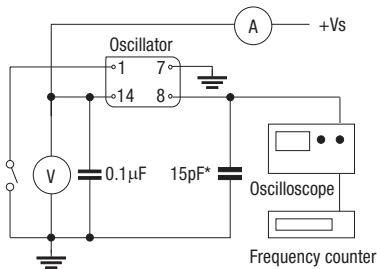 A
+Vs
Oscillator
1 7
14 8
V
0.1µF
15pF*
Oscilloscope
Frequency counter